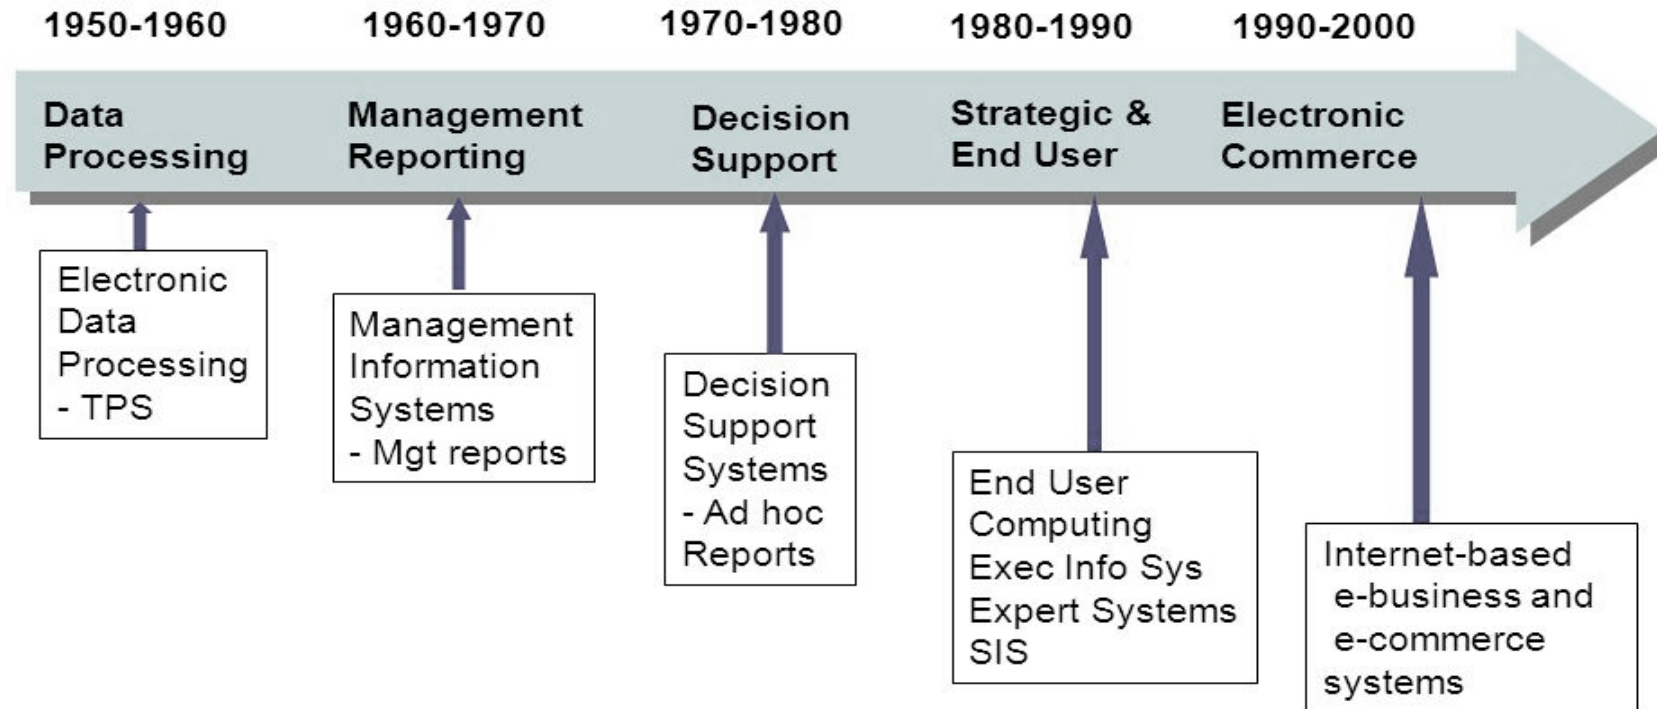 1950-1960
1960-1970
1970-1980
1980-1990
1990-2000
Data
Processing
Management
Reporting
Decision
Support
Strategic &
End User
Electronic
Commerce
Electronic
Data
Processing
- TPS
Management
Information
Systems
- Mgt reports
Decision
Support
Systems
- Ad hoc
Reports
End User
Computing
Exec Info Sys
Expert Systems
SIS
Internet-based
e-business and
e-commerce
systems